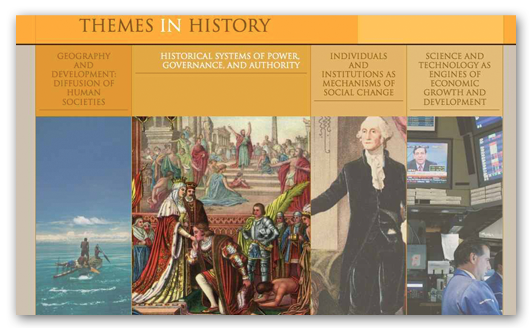 THEMES IN HISTORY
GEOGRAPHY
AND
DEVELOPMENT:
DIFFUSION OF
HUMAN
SOCIETIES
HISTORICAL SYSTEMS OF POWER,
GOVERNANCE, AND AUTHORITY
INDIVIDUALS
AND
INSTITUTIONS AS
MECHANISMS OF
SOCIAL CHANGE
SCIENCE AND
TECHNOLOGY AS
ENGINES OF
ECONOMIC
GROWTH AND
DEVELOPMENT